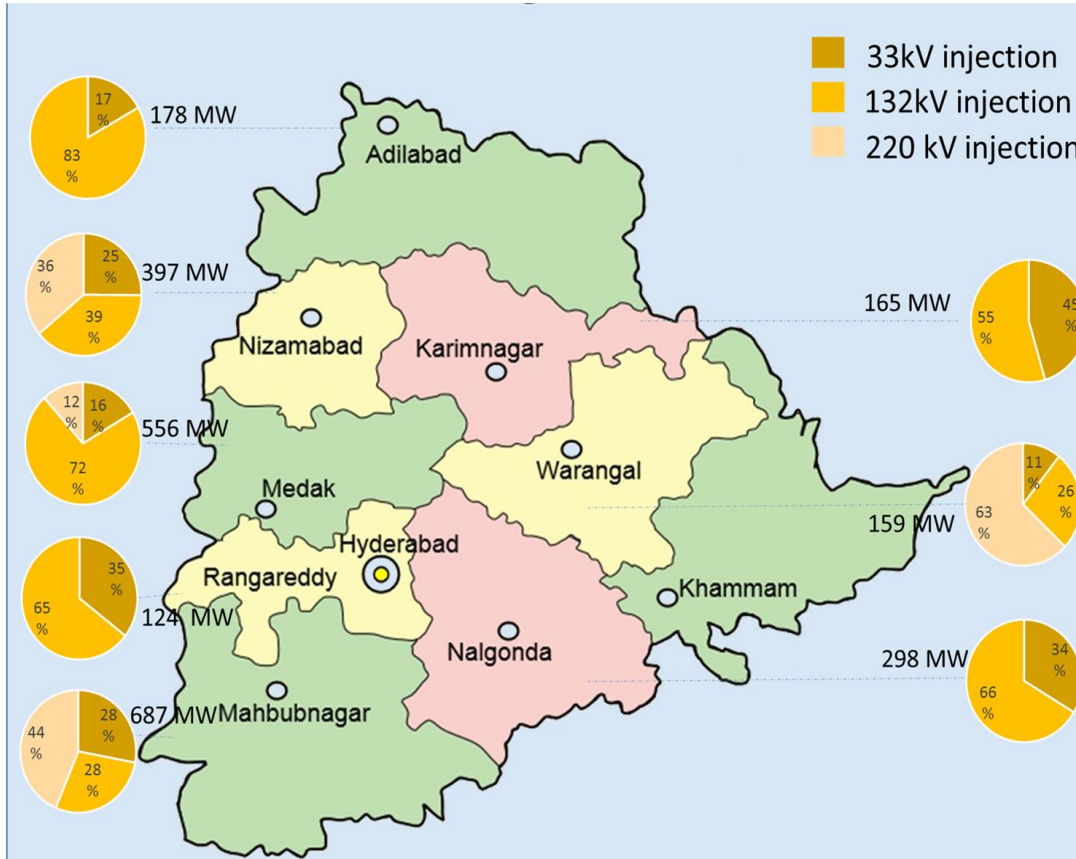 33kV injection
132kV injection
220 kV injection
17
%
83
%
178 MW
Adilabad
36
%
25
%
39
%
397 MW
Nizamabad
Karimnagar
165 MW
55
%
45
%
12
%
16
%
72
%
556 MW
Medak
Warangal
11
%
26
%
63
%
159 MW
35
%
65
%
124 MW
Rangareddy
Hyderabad
Khammam
Nalgonda
298 MW
34
%
66
%
44
%
28
%
28
%
687 MW
Mahbubnagar